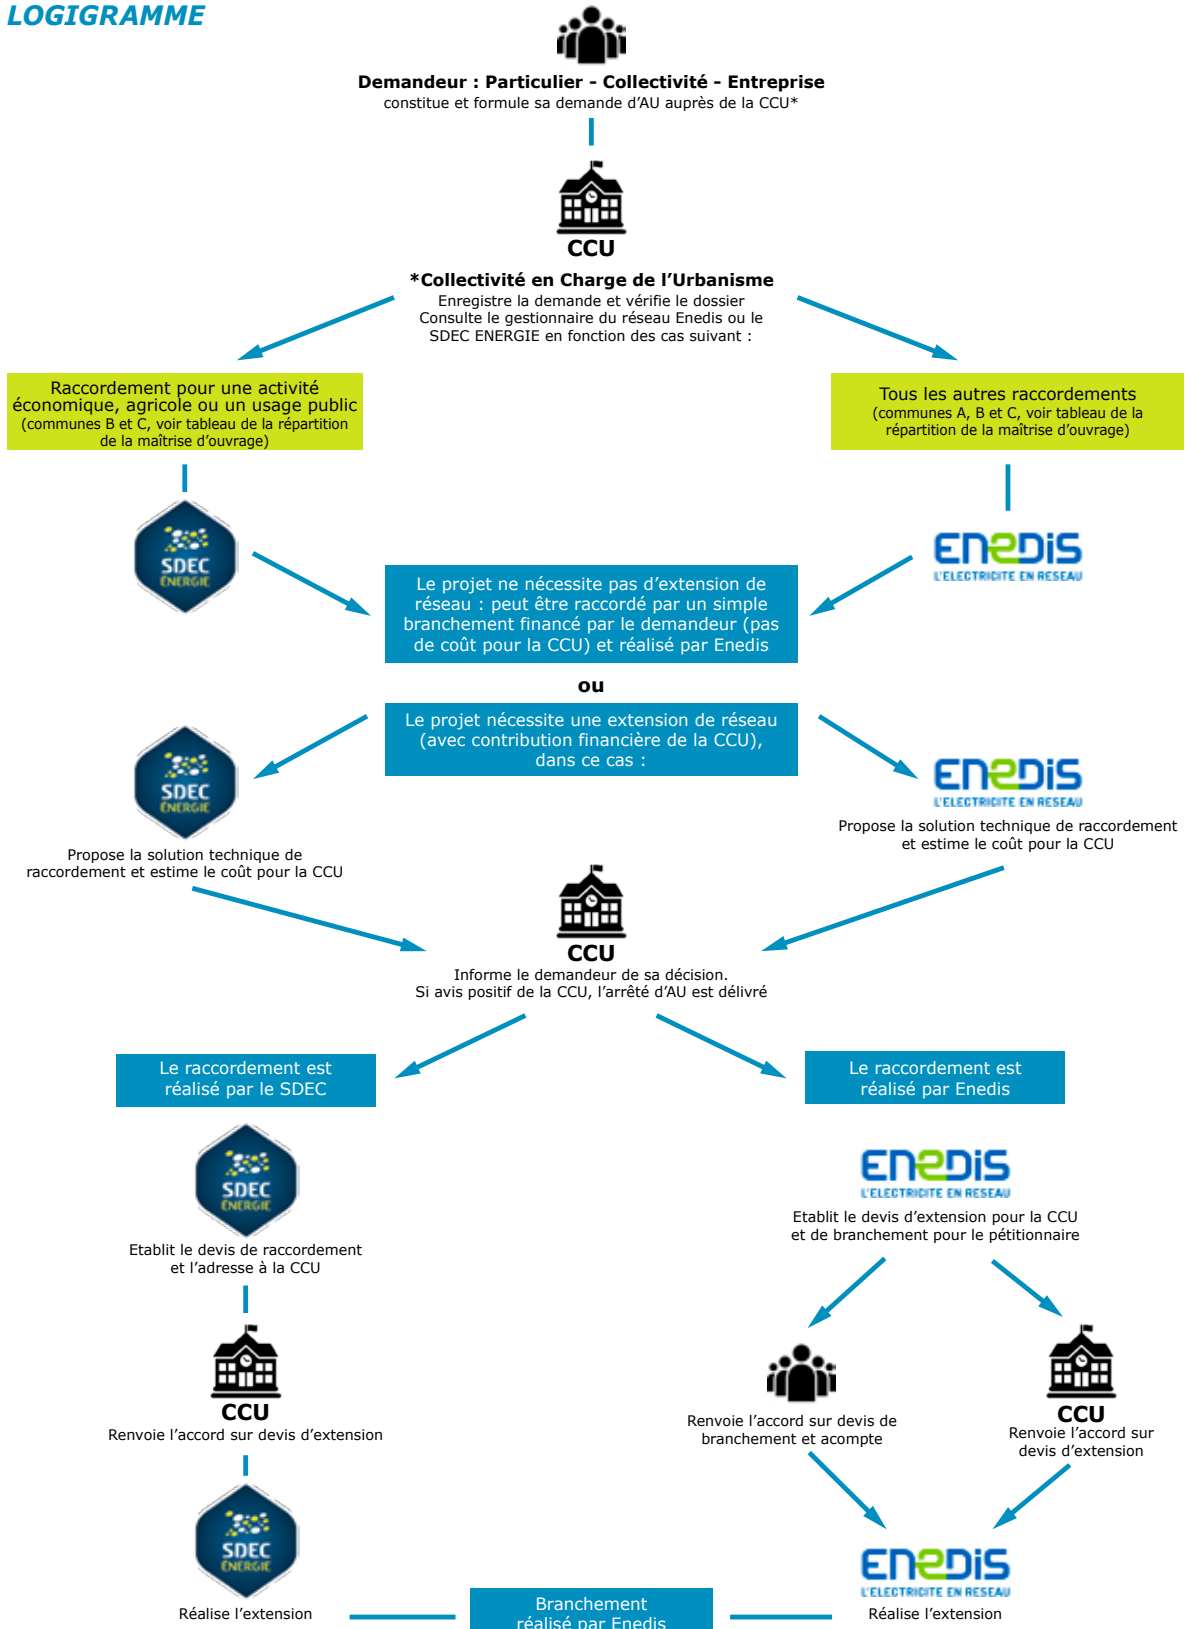 LOGIGRAMME
Demandeur : Particulier - Collectivité - Entreprise
constitue et formule sa demande d'AU auprès de la CCU*
CCU
*Collectivité en Charge de l'Urbanisme
Enregistre la demande et vérifie le dossier
Consulte le gestionnaire du réseau Enedis ou le
SDEC ENERGIE en fonction des cas suivant :
Raccordement pour une activité
économique, agricole ou un usage public
(communes B et C, voir tableau de la répartition
de la maîtrise d'ouvrage)
Tous les autres raccordements
(communes A, B et C, voir tableau de la
répartition de la maîtrise d'ouvrage)
SDEC
ÉNERGIE
ENEDIS
L'ELECTRICITE EN RESEAU
Le projet ne nécessite pas d'extension de
réseau : peut être raccordé par un simple
branchement financé par le demandeur (pas
de coût pour la CCU) et réalisé par Enedis
ou
Le projet nécessite une extension de réseau
(avec contribution financière de la CCU),
dans ce cas :
SDEC
ÉNERGIE
Propose la solution technique de
raccordement et estime le coût pour la CCU
ENEDIS
L'ELECTRICITE EN RESEAU
Propose la solution technique de raccordement
et estime le coût pour la CCU
CCU
Informe le demandeur de sa décision.
Si avis positif de la CCU, l'arrêté d'AU est délivré
Le raccordement est
réalisé par le SDEC
Le raccordement est
réalisé par Enedis
SDEC
ÉNERGIE
Etablit le devis de raccordement
et l'adresse à la CCU
ENEDIS
L'ELECTRICITE EN RESEAU
Etablit le devis d'extension pour la CCU
et de branchement pour le pétitionnaire
CCU
Renvoie l'accord sur devis d'extension
Renvoie l'accord sur devis de
branchement et acompte
CCU
Renvoie l'accord sur
devis d'extension
SDEC
ÉNERGIE
Réalise l'extension
ENEDIS
L'ELECTRICITE EN RESEAU
Réalise l'extension
Branchement
réalisé par Enedis